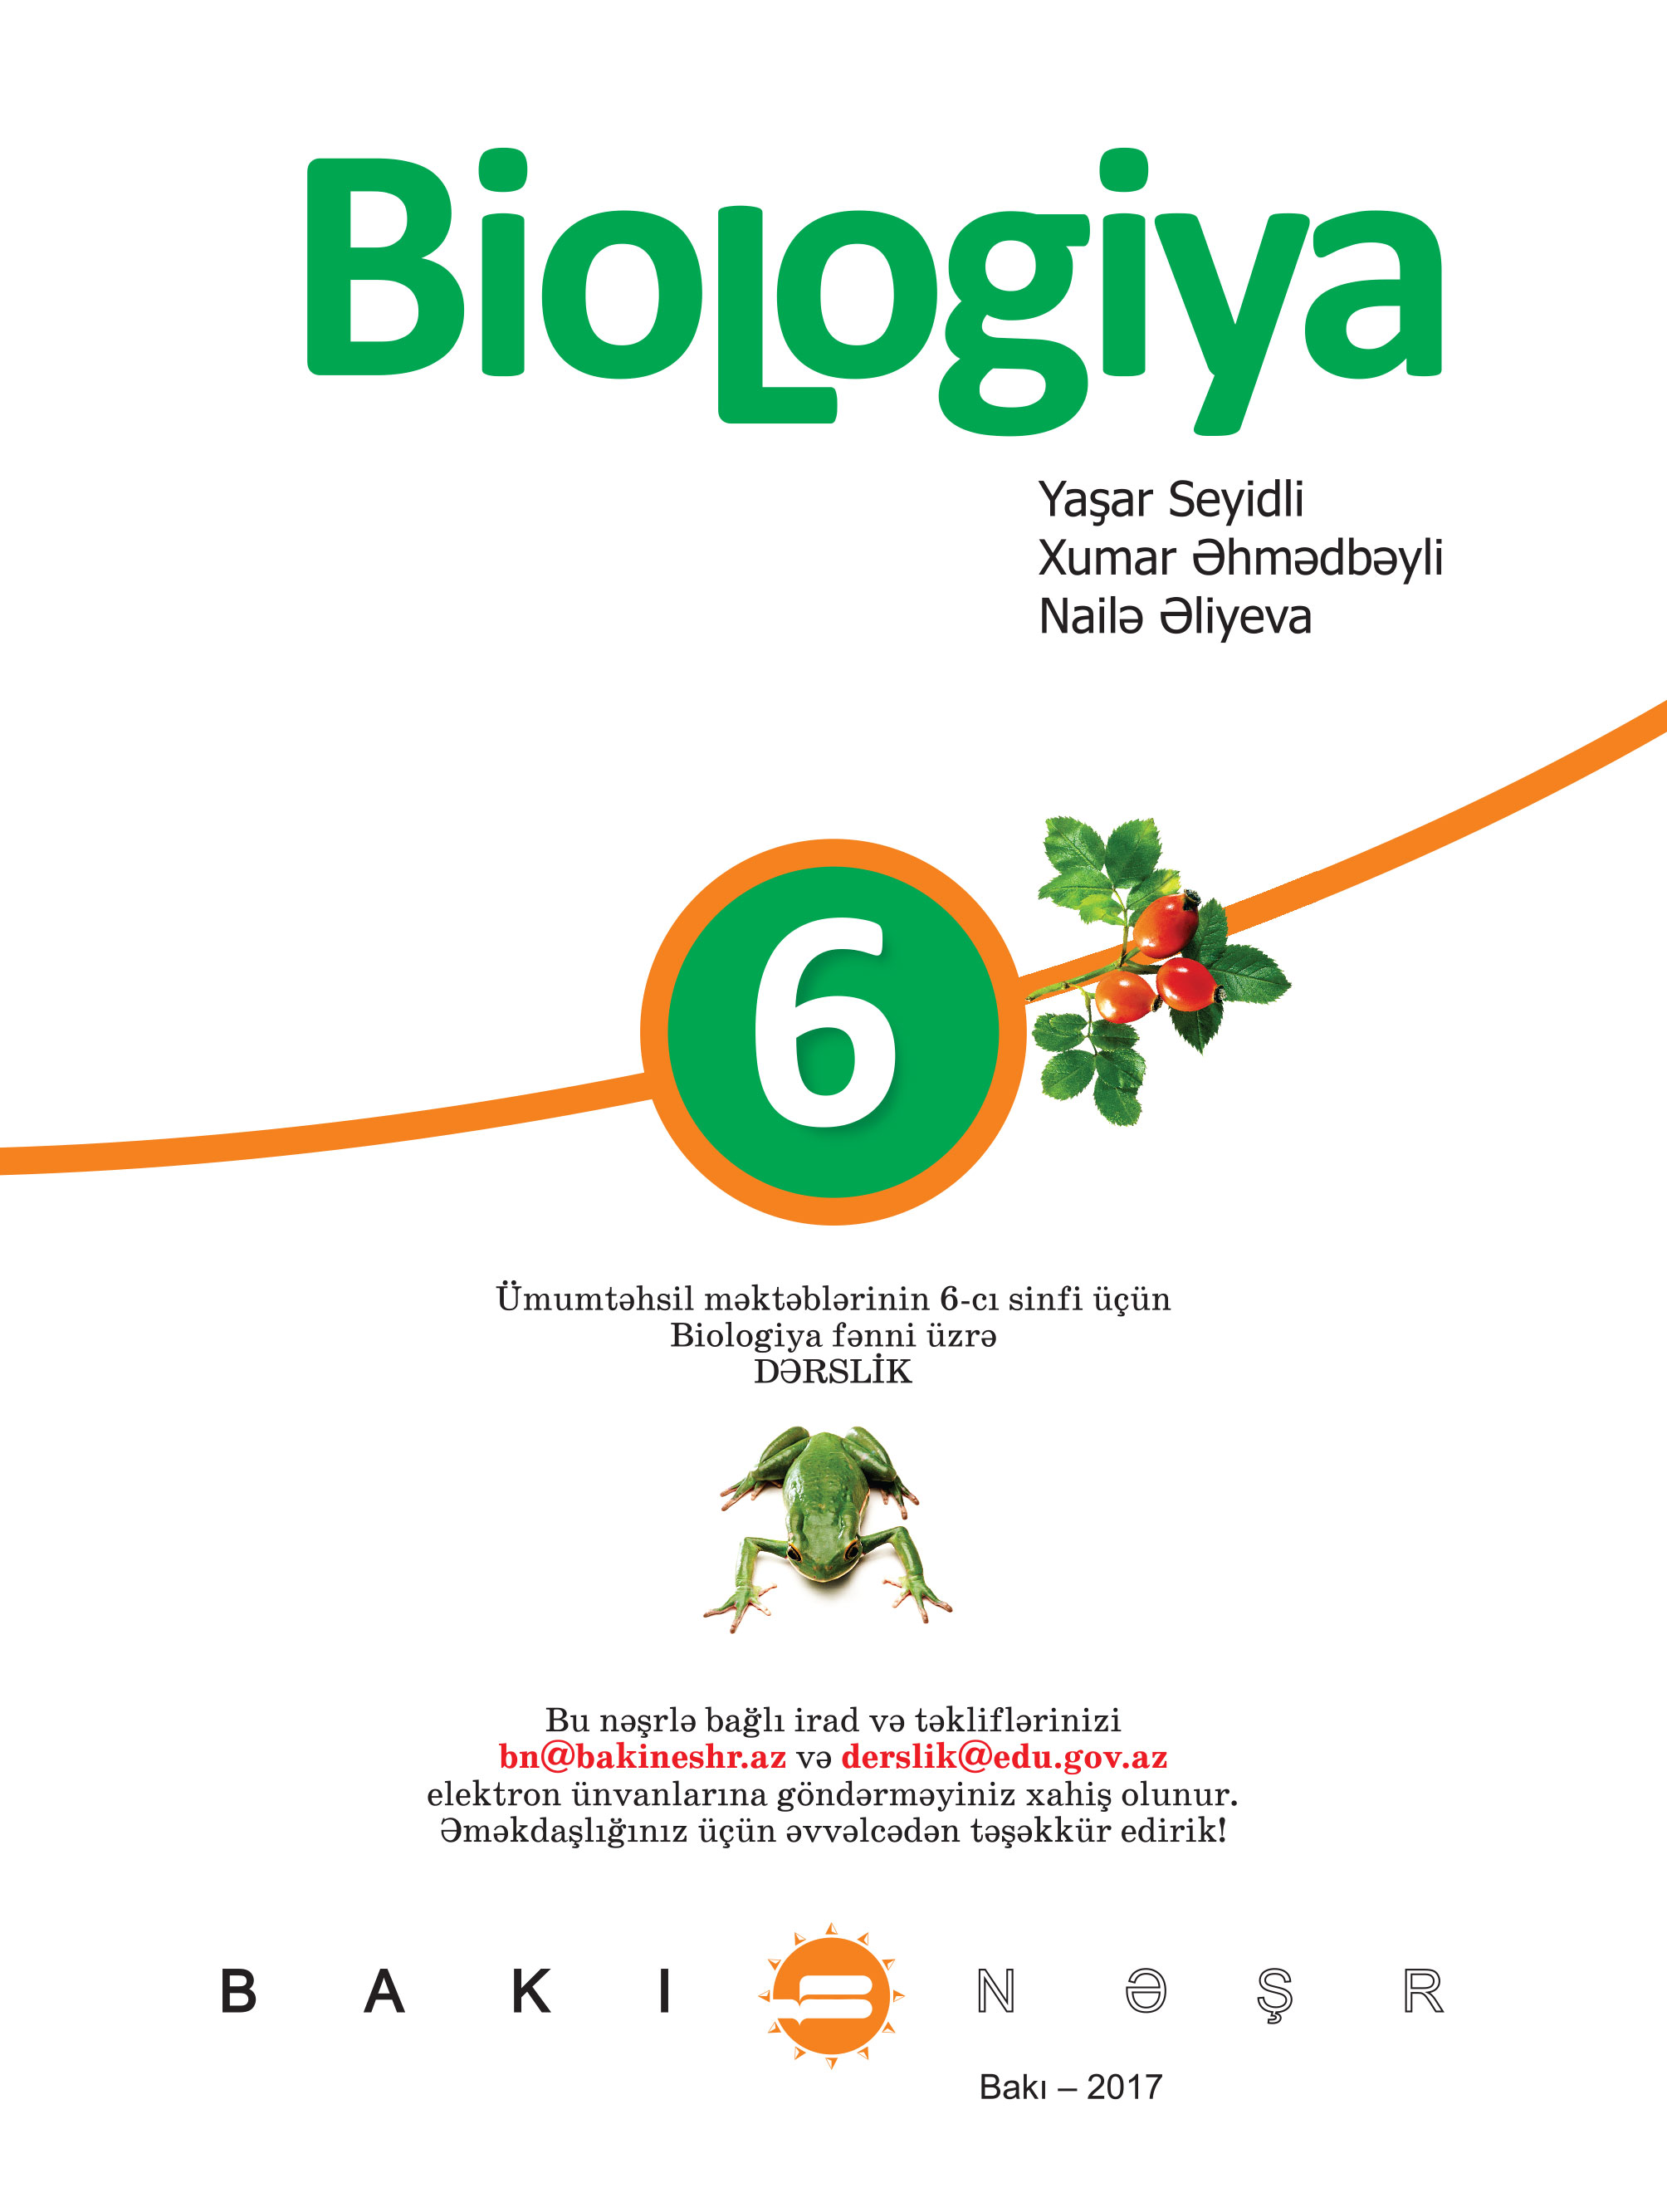 BioLogiya
Yaşar Seyidli
Xumar Əhmədbəyli
Nailə Əliyeva
6
Ümumtəhsil məktəblərinin 6-cı sinfi üçün
Biologiya fənni üzrə
DƏRSLİK
Bu nəşrlə bağlı irad və təkliflərinizi
bn@bakineshr.az və derslik@edu.gov.az
elektron ünvanlarına göndərməyiniz xahiş olunur.
Əməkdaşlığınız üçün əvvəlcədən təşəkkür edirik!
BAKI NƏŞR
Bakı – 2017